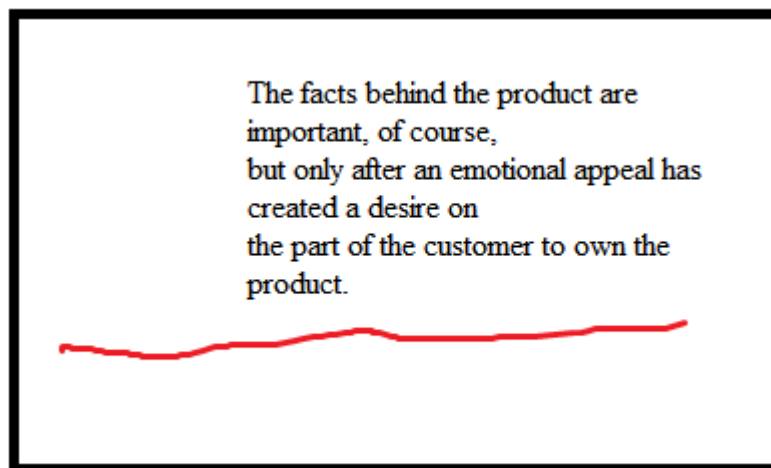 The facts behind the product are
important, of course,
but only after an emotional appeal has
created a desire on
the part of the customer to own the
product.